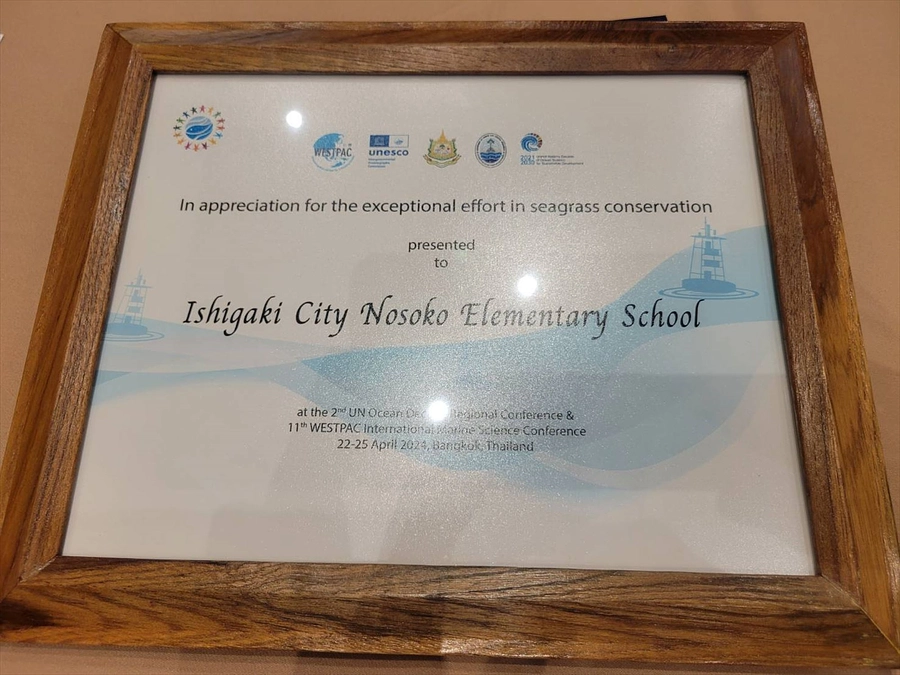 WESTPAC
unesco
In appreciation for the exceptional effort in seagrass conservation
presented
to
Ishigaki City Nosoko Elementary School
at the 2nd UN Ocean Regional Conference &
11th WESTPAC International Marine Science Conference
22-25 April 2024, Bangkok, Thailand